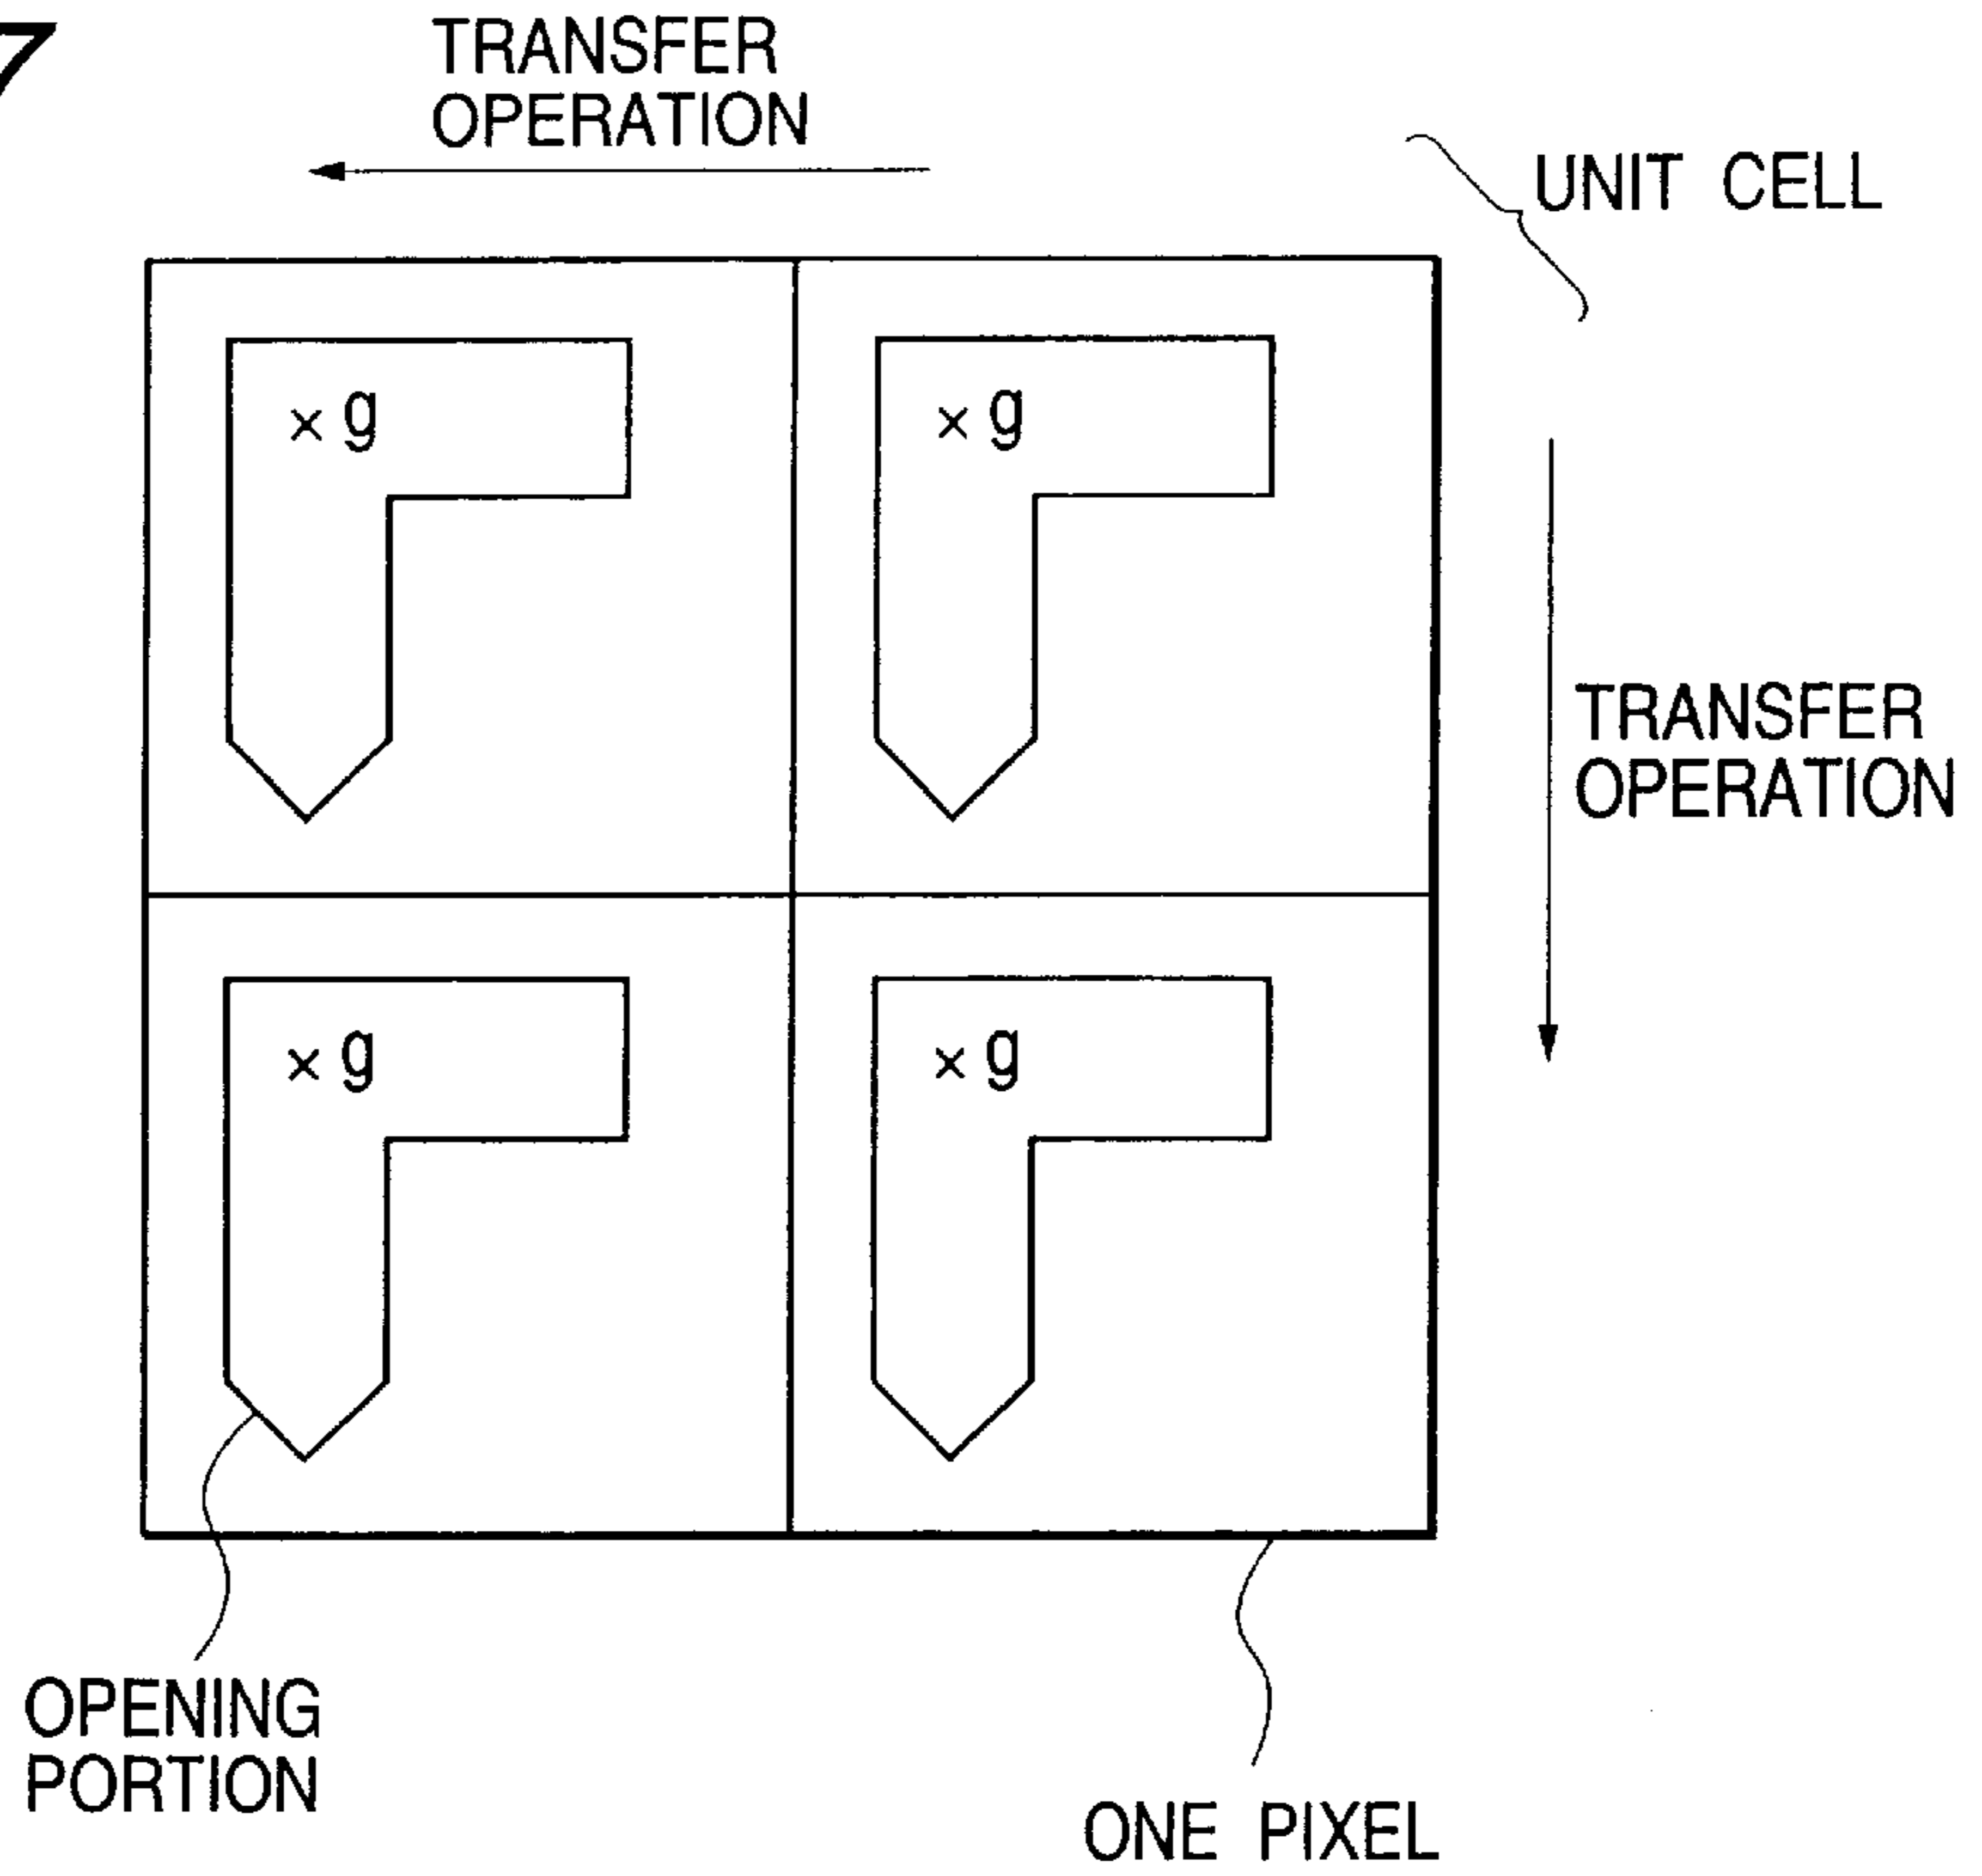 7
TRANSFER
OPERATION
UNIT CELL
× g
× g
TRANSFER
OPERATION
× g
× g
OPENING
PORTION
ONE PIXEL